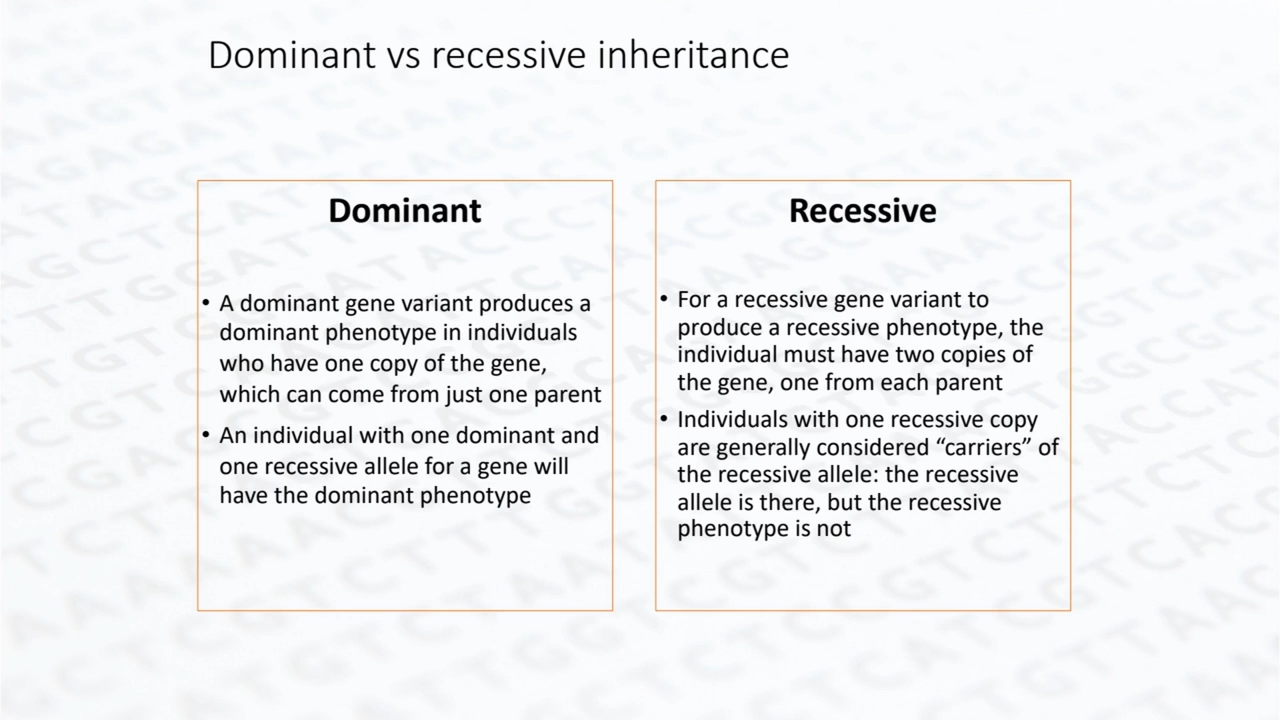 Dominant vs recessive inheritance
Dominant
• A dominant gene variant produces a
dominant phenotype in individuals
who have one copy of the gene,
which can come from just one parent
• An individual with one dominant and
one recessive allele for a gene will
have the dominant phenotype
Recessive
• For a recessive gene variant to
produce a recessive phenotype, the
individual must have two copies of
the gene, one from each parent
• Individuals with one recessive copy
are generally considered “carriers” of
the recessive allele: the recessive
allele is there, but the recessive
phenotype is not